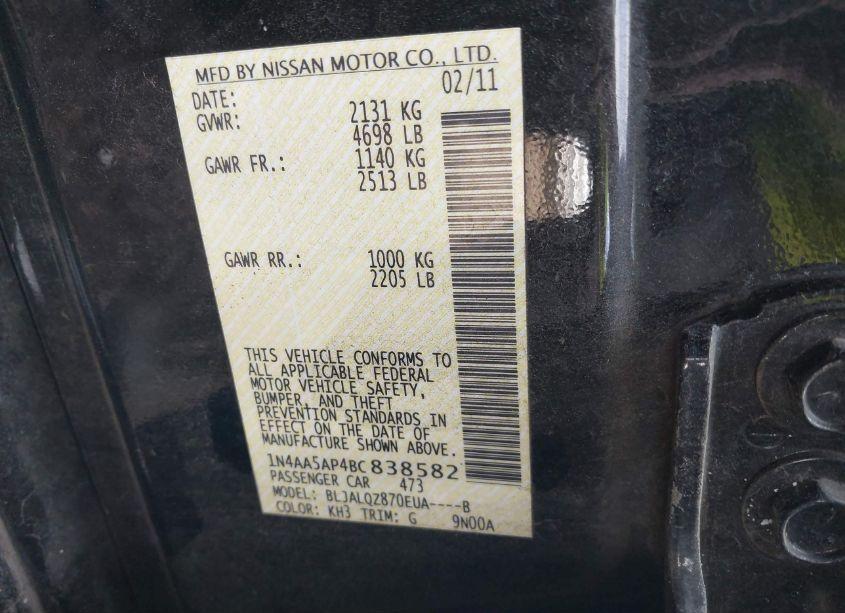 MFD BY NISSAN MOTOR CO., LTD.
DATE: 02/11
GVWR: 2131 KG
4698 LB
GAWR FR.: 1140 KG
2513 LB
GAWR RR.: 1000 KG
2205 LB
THIS VEHICLE CONFORMS TO
ALL APPLICABLE FEDERAL
MOTOR VEHICLE SAFETY,
BUMPER, AND THEFT
PREVENTION STANDARDS IN
EFFECT ON THE DATE OF
MANUFACTURE SHOWN ABOVE.
1N4AA5AP4BC838582
PASSENGER CAR 473
MODEL: BLJALQZ870EUA----B
COLOR: KH3 TRIM: G 9N00A